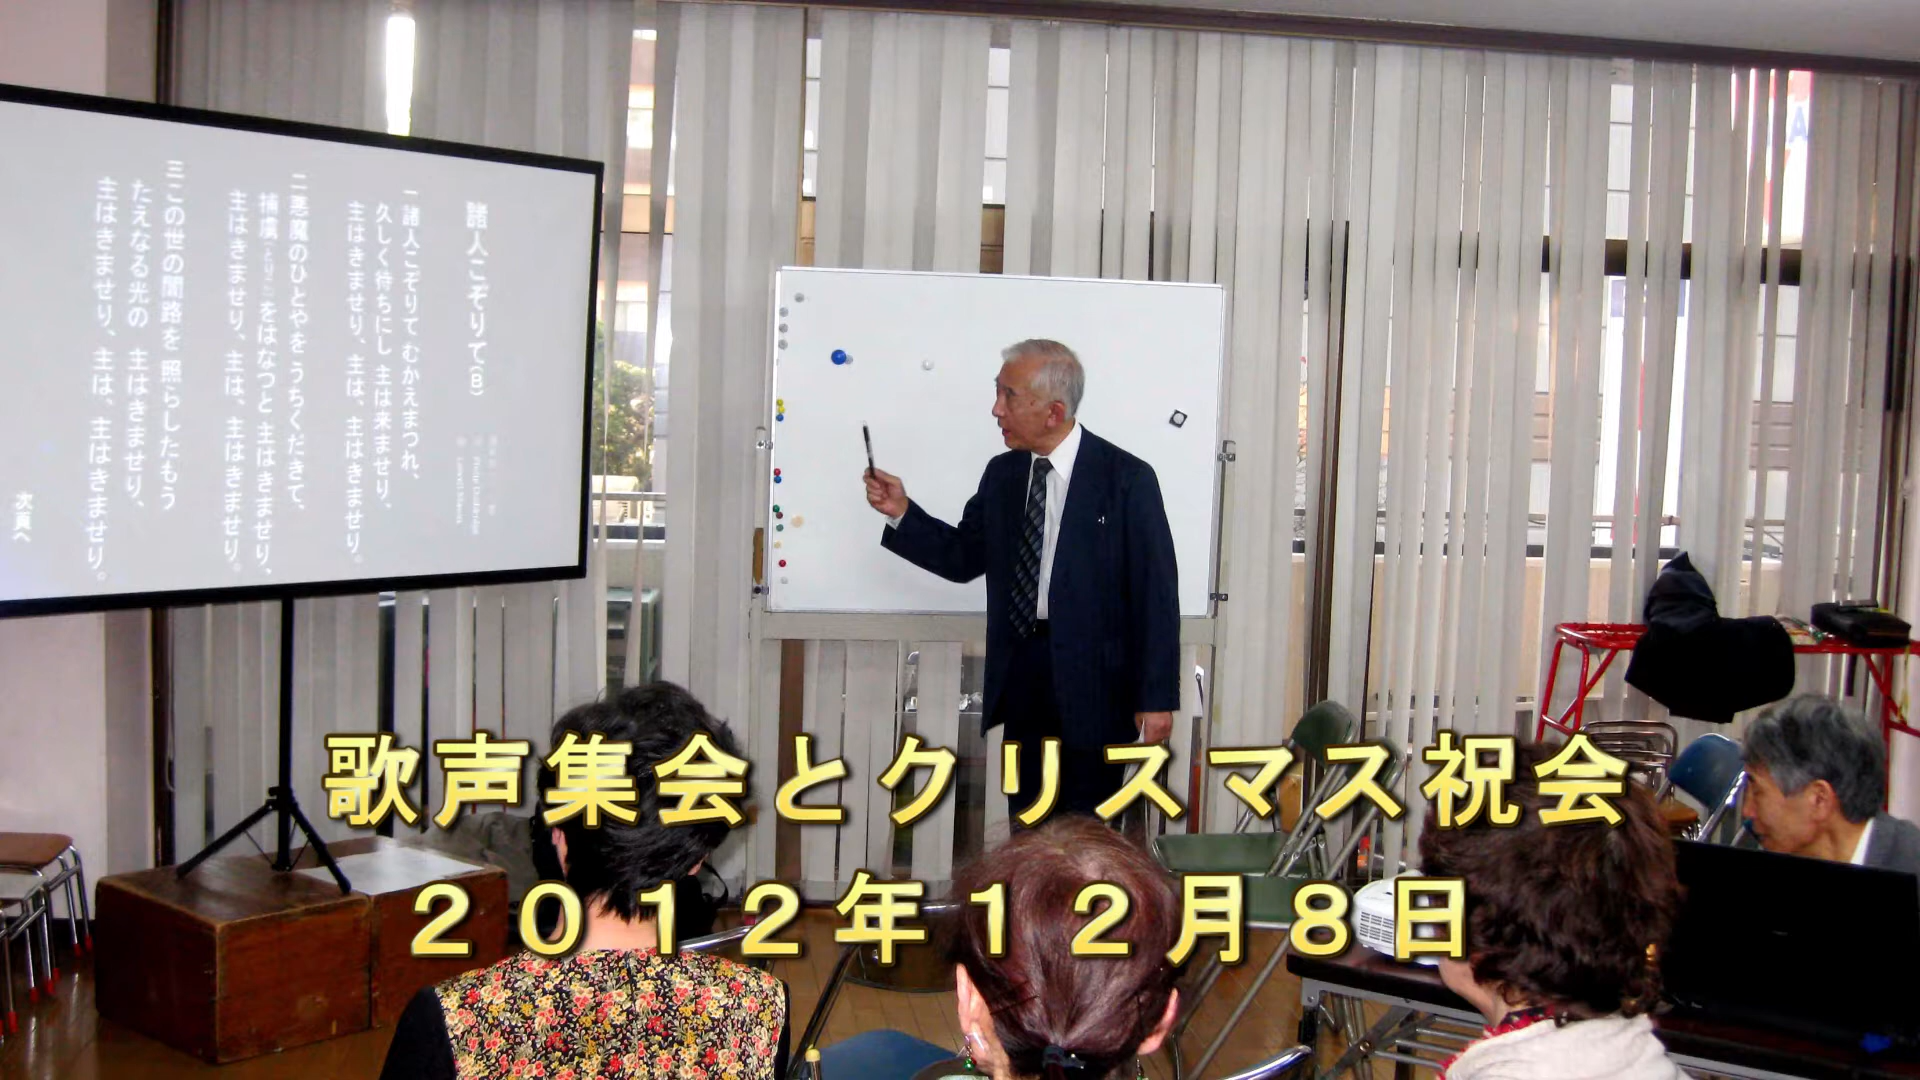 諸人こぞりて(B)
一 諸人こぞりて むかえまつれ、
久しく待ちにし 主は来ませり、
主はきませり、主は、主はきませり。
二 悪魔のひとやを うちくだきて、
捕虜(とりこ)をはなつと 主はきませり、
主はきませり、主は、主はきませり。
三 この世の闇路を 照らしたもう
たえなる光の 主はきませり、
主はきませり、主は、主はきませり。
次頁へ
歌声集会とクリスマス祝会
２０１２年１２月８日